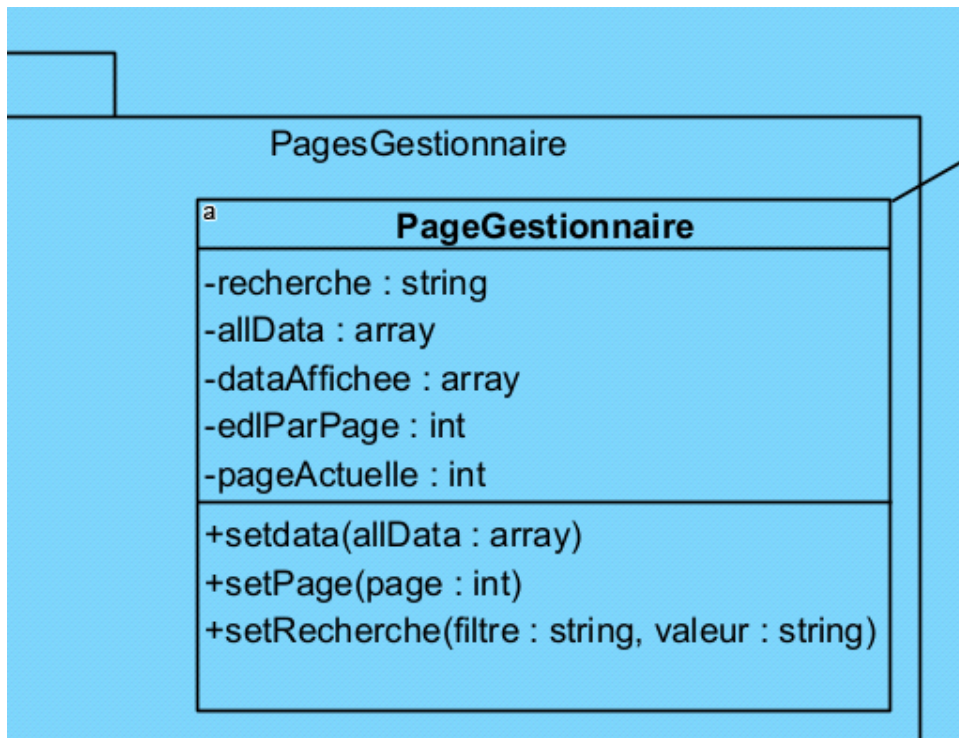 PagesGestionnaire
a
PageGestionnaire
-recherche : string
-allData : array
-dataAffichee : array
-edlParPage : int
-pageActuelle : int
+setdata(allData : array)
+setPage(page : int)
+setRecherche(filtre : string, valeur : string)